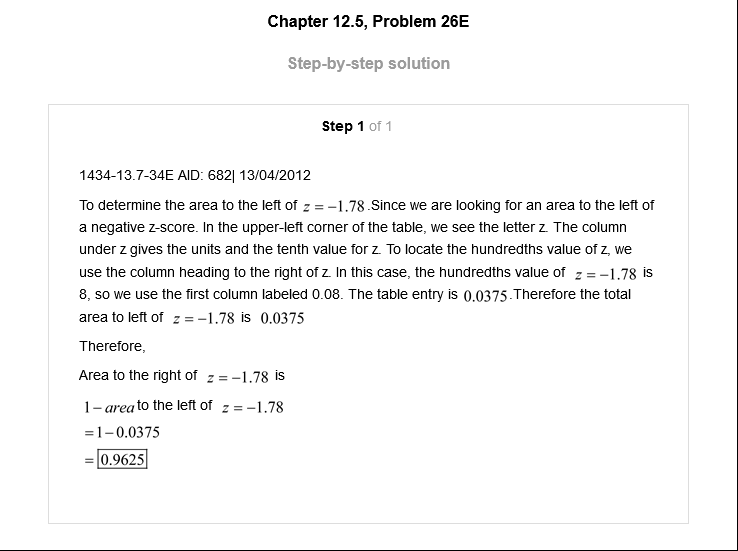 Chapter 12.5, Problem 26E
Step-by-step solution
Step 1 of 1
1434-13.7-34E AID: 682| 13/04/2012
To determine the area to the left of z = −1.78.Since we are looking for an area to the left of
a negative z-score. In the upper-left corner of the table, we see the letter z. The column
under z gives the units and the tenth value for z. To locate the hundredths value of z, we
use the column heading to the right of z. In this case, the hundredths value of z = −1.78 is
8, so we use the first column labeled 0.08. The table entry is 0.0375.Therefore the total
area to left of z = −1.78 is 0.0375
Therefore,
Area to the right of z = −1.78 is
1− area to the left of z = −1.78
=1−0.0375
= 0.9625